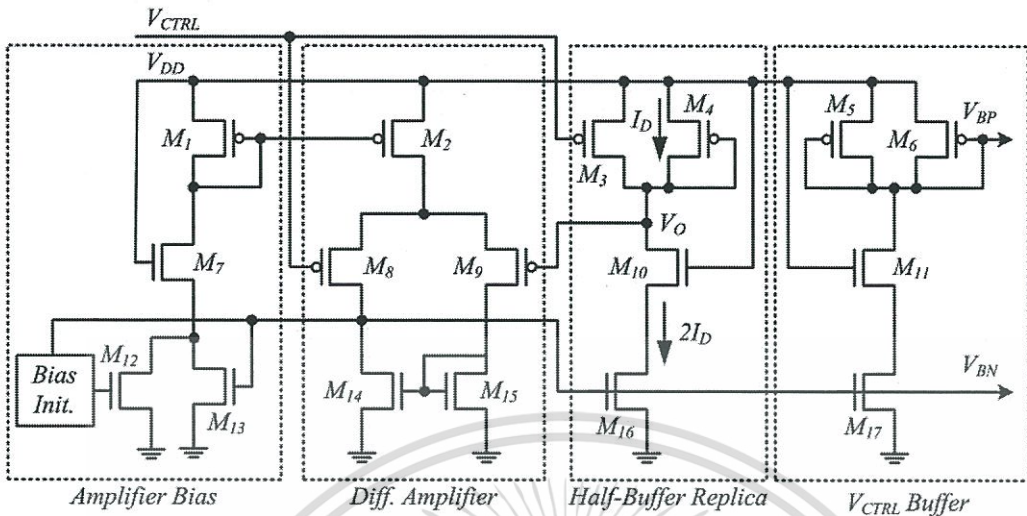 V_CTRL
V_DD
M_1
M_2
I_D
M_4
M_3
M_5
M_6
V_BP
V_O
M_7
M_8
M_9
M_10
M_11
2I_D
M_12
Bias
Init.
M_13
M_14
M_15
M_16
M_17
V_BN
Amplifier Bias
Diff. Amplifier
Half-Buffer Replica
V_CTRL Buffer